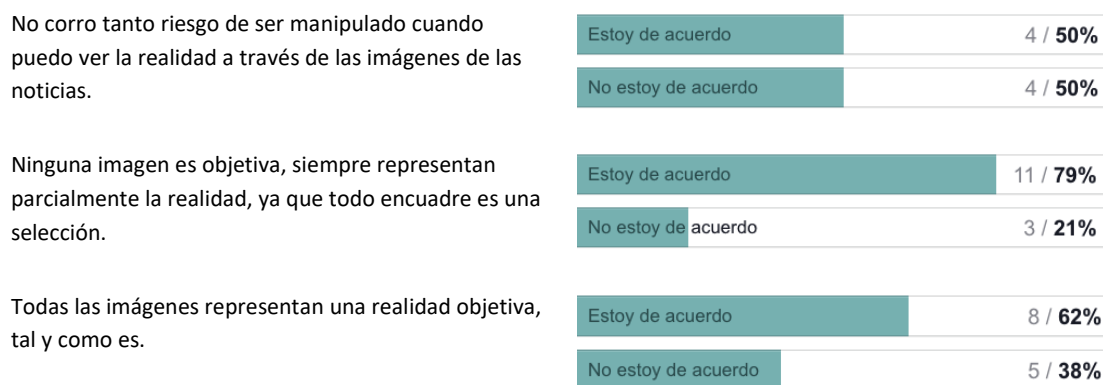 No corro tanto riesgo de ser manipulado cuando
puedo ver la realidad a través de las imágenes de las
noticias.
Estoy de acuerdo 4 / 50%
No estoy de acuerdo 4 / 50%
Ninguna imagen es objetiva, siempre representan
parcialmente la realidad, ya que todo encuadre es una
selección.
Estoy de acuerdo 11 / 79%
No estoy de acuerdo 3 / 21%
Todas las imágenes representan una realidad objetiva,
tal y como es.
Estoy de acuerdo 8 / 62%
No estoy de acuerdo 5 / 38%